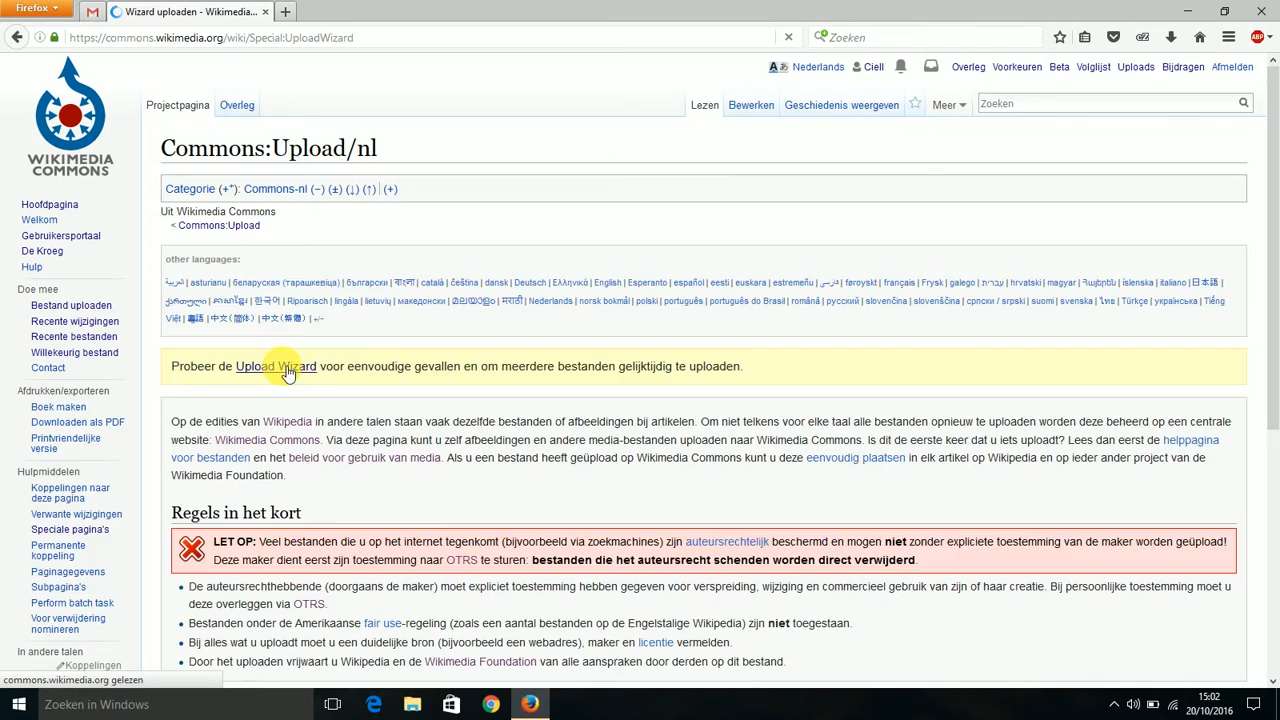 Firefox
Wizard uploaden - Wikimedia...
https://commons.wikimedia.org/wiki/Special:UploadWizard
Zoeken
ABP
Nederlands Ciell Overleg Voorkeuren Beta Volglijst Uploads Bijdragen Afmelden
Projectpagina Overleg Lezen Bewerken Geschiedenis weergeven Meer Zoeken
WIKIMEDIA
COMMONS
Hoofdpagina
Welkom
Gebruikersportaal
De Kroeg
Hulp
Doe mee
Bestand uploaden
Recente wijzigingen
Recente bestanden
Willekeurig bestand
Contact
Afdrukken/exporteren
Boek maken
Downloaden als PDF
Printvriendelijke
versie
Hulpmiddelen
Koppelingen naar
deze pagina
Verwante wijzigingen
Speciale pagina's
Permanente
koppeling
Paginagegevens
Subpagina's
Perform batch task
Voor verwijdering
nomineren
In andere talen
Koppelingen
Commons:Upload/nl
Categorie (+⁺): Commons-nl (−) (±) (↓) (↑) | (+)
Uit Wikimedia Commons
< Commons:Upload
other languages:
العربية | asturianu | беларуская (тарашкевіца) | български | বাংলা | català | čeština | dansk | Deutsch | Ελληνικά | English | Esperanto | español | eesti | euskara | estremeñu | فارسی | føroyskt | français | Frysk | galego | עברית | hrvatski | magyar | Հայերեն | íslenska | italiano | 日本語 |
ქართული | ភាសាខ្មែរ | 한국어 | Ripoarisch | lingála | lietuvių | македонски | മലയാളം | मराठी | Nederlands | norsk bokmål | polski | português | português do Brasil | română | русский | slovenčina | slovenščina | српски / srpski | suomi | svenska | ไทย | Türkçe | українська | Tiếng
Việt | 粵語 | 中文(简体) | 中文(繁體) | +/−
Probeer de Upload Wizard voor eenvoudige gevallen en om meerdere bestanden gelijktijdig te uploaden.
Op de edities van Wikipedia in andere talen staan vaak dezelfde bestanden of afbeeldingen bij artikelen. Om niet telkens voor elke taal alle bestanden opnieuw te uploaden worden deze beheerd op een centrale
website: Wikimedia Commons. Via deze pagina kunt u zelf afbeeldingen en andere media-bestanden uploaden naar Wikimedia Commons. Is dit de eerste keer dat u iets uploadt? Lees dan eerst de helppagina
voor bestanden en het beleid voor gebruik van media. Als u een bestand heeft geüpload op Wikimedia Commons kunt u deze eenvoudig plaatsen in elk artikel op Wikipedia en op ieder ander project van de
Wikimedia Foundation.
Regels in het kort
LET OP: Veel bestanden die u op het internet tegenkomt (bijvoorbeeld via zoekmachines) zijn auteursrechtelijk beschermd en mogen niet zonder expliciete toestemming van de maker worden geüpload!
Deze maker dient eerst zijn toestemming naar OTRS te sturen: bestanden die het auteursrecht schenden worden direct verwijderd.
De auteursrechthebbende (doorgaans de maker) moet expliciet toestemming hebben gegeven voor verspreiding, wijziging en commercieel gebruik van zijn of haar creatie. Bij persoonlijke toestemming moet u
deze overleggen via OTRS.
Bestanden onder de Amerikaanse fair use-regeling (zoals een aantal bestanden op de Engelstalige Wikipedia) zijn niet toegestaan.
Bij alles wat u uploadt moet u een duidelijke bron (bijvoorbeeld een webadres), maker en licentie vermelden.
Door het uploaden vrijwaart u Wikipedia en de Wikimedia Foundation van alle aanspraken door derden op dit bestand.
commons.wikimedia.org gelezen
Zoeken in Windows
15:02
20/10/2016